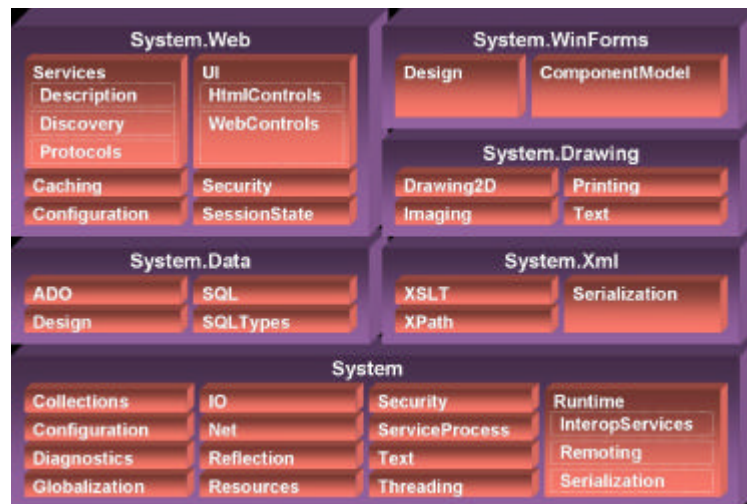 System.Web
Services
Description
Discovery
Protocols
UI
HtmlControls
WebControls
Caching
Security
Configuration
SessionState
System.WinForms
Design
ComponentModel
System.Drawing
Drawing2D
Printing
Imaging
Text
System.Data
ADO
SQL
Design
SQLTypes
System.Xml
XSLT
Serialization
XPath
System
Collections
IO
Security
Runtime
Configuration
Net
ServiceProcess
InteropServices
Diagnostics
Reflection
Text
Remoting
Globalization
Resources
Threading
Serialization